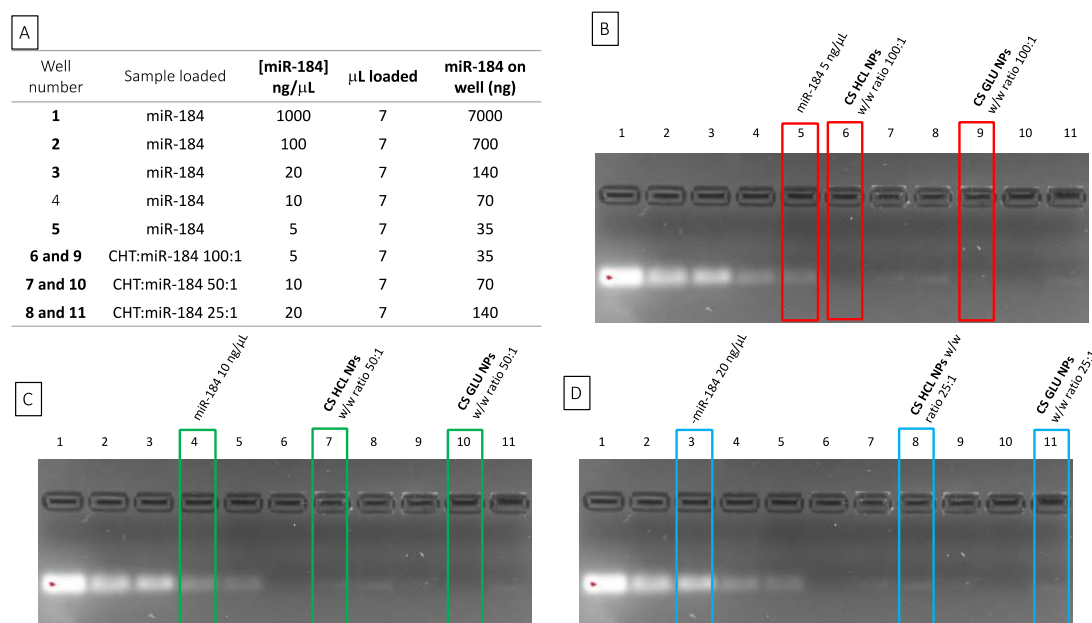 A
Well number
Sample loaded
[miR-184] ng/μL
μL loaded
miR-184 on well (ng)
1 miR-184 1000 7 7000
2 miR-184 100 7 700
3 miR-184 20 7 140
4 miR-184 10 7 70
5 miR-184 5 7 35
6 and 9 CHT:miR-184 100:1 5 7 35
7 and 10 CHT:miR-184 50:1 10 7 70
8 and 11 CHT:miR-184 25:1 20 7 140
B
miR-184 5 ng/μL
CS HCL NPs
w/w ratio 100:1
CS GLU NPs
w/w ratio 100:1
1 2 3 4 5 6 7 8 9 10 11
C
miR-184 10 ng/μL
CS HCL NPs
w/w ratio 50:1
CS GLU NPs
w/w ratio 50:1
1 2 3 4 5 6 7 8 9 10 11
D
-miR-184 20 ng/μL
CS HCL NPs w/w
ratio 25:1
CS GLU NPs
w/w ratio 25:1
1 2 3 4 5 6 7 8 9 10 11